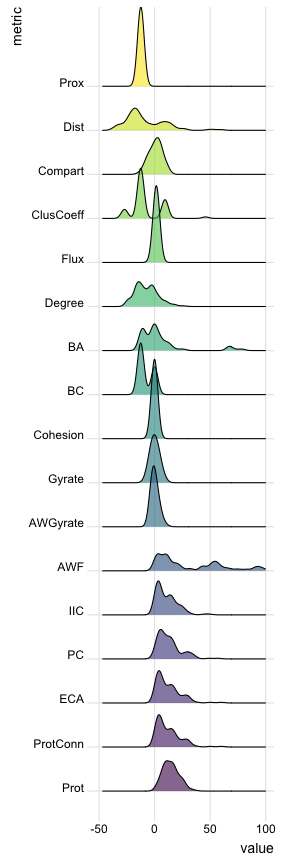 metric
Prox
Dist
Compart
ClusCoeff
Flux
Degree
BA
BC
Cohesion
Gyrate
AWGyrate
AWF
IIC
PC
ECA
ProtConn
Prot
-50 0 50 100
value